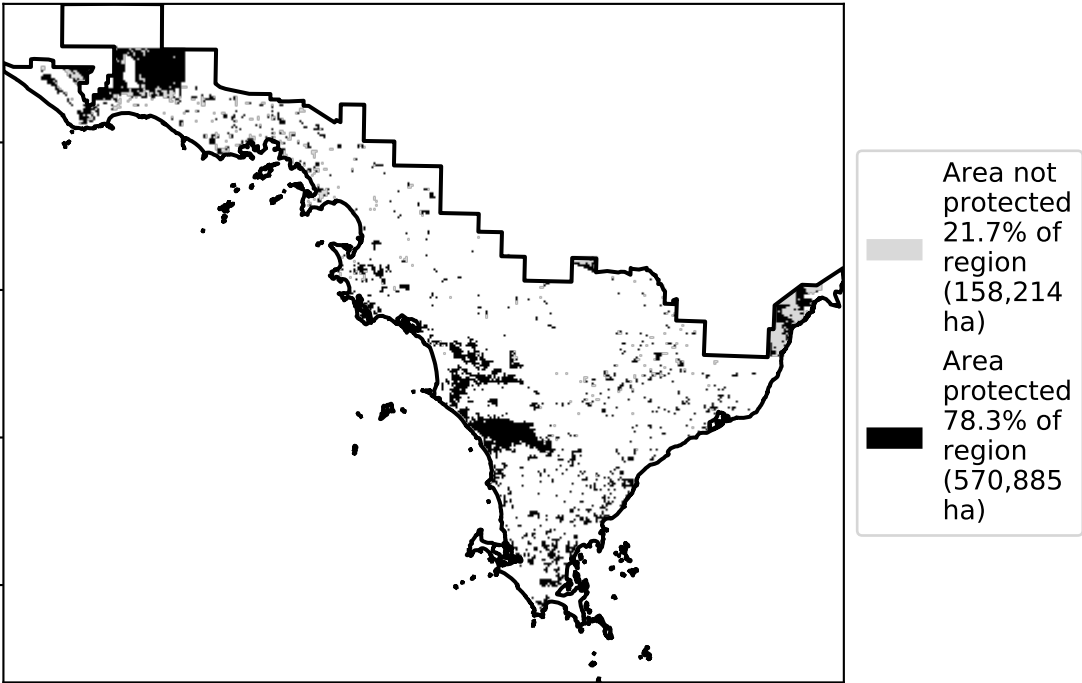 Area not
protected
21.7% of
region
(158,214
ha)
Area
protected
78.3% of
region
(570,885
ha)